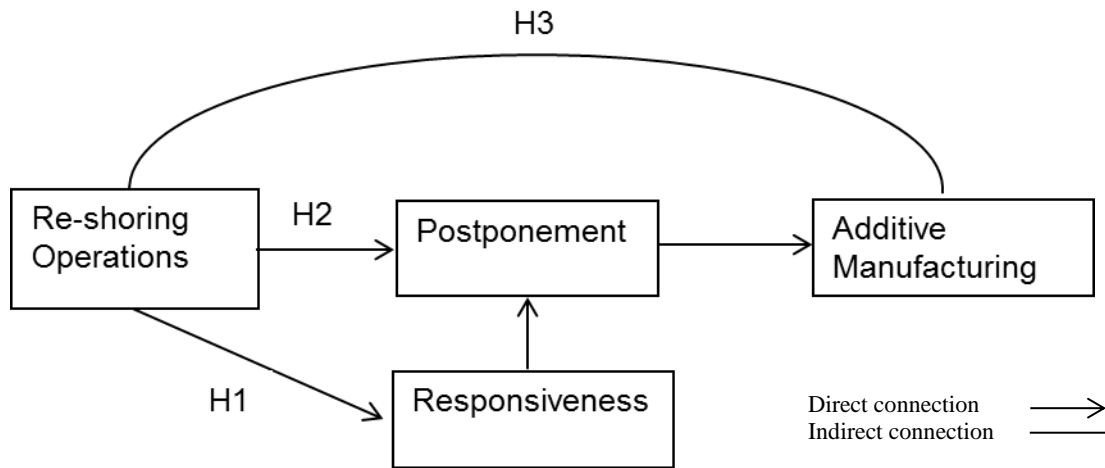 H3
Re-shoring
Operations
H2
Postponement
Additive
Manufacturing
H1
Responsiveness
Direct connection
Indirect connection